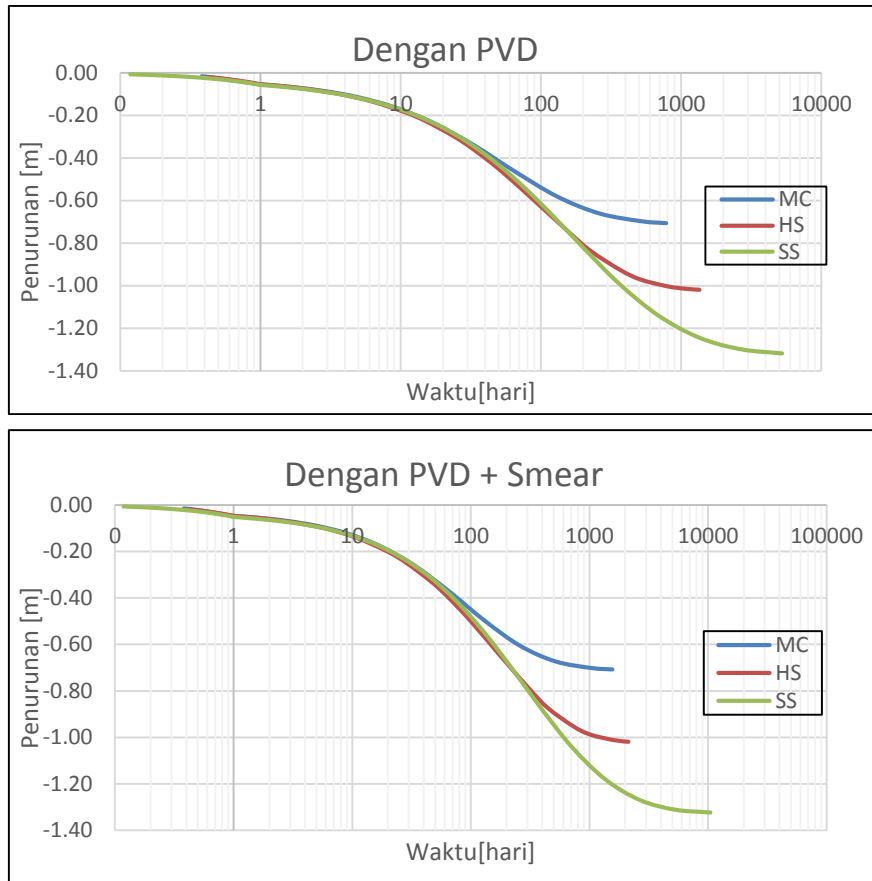 Dengan PVD
0.00
-0.20
-0.40
-0.60
-0.80
-1.00
-1.20
-1.40
0 1 10 100 1000 10000
Penurunan [m]
Waktu[hari]
MC
HS
SS
Dengan PVD + Smear
0.00
-0.20
-0.40
-0.60
-0.80
-1.00
-1.20
-1.40
0 1 10 100 1000 10000 100000
Penurunan [m]
Waktu[hari]
MC
HS
SS